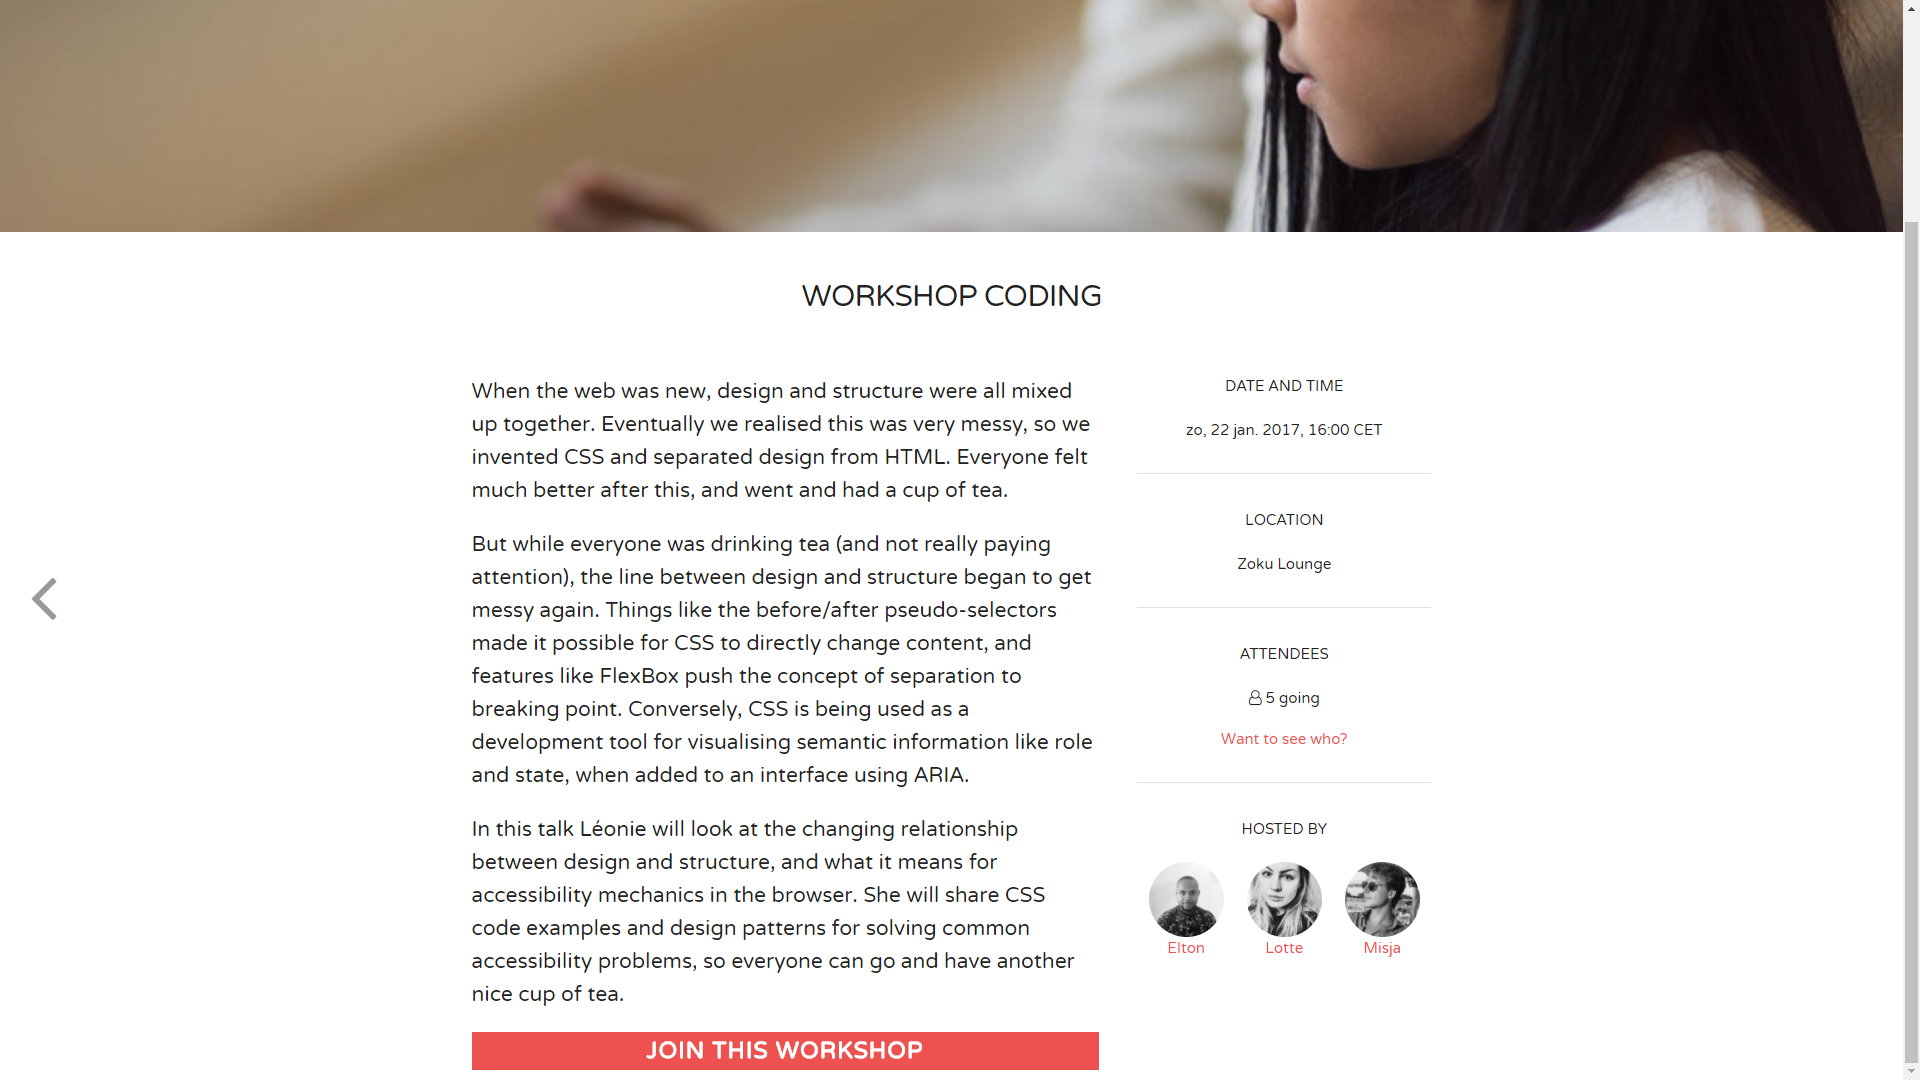 WORKSHOP CODING
When the web was new, design and structure were all mixed
up together. Eventually we realised this was very messy, so we
invented CSS and separated design from HTML. Everyone felt
much better after this, and went and had a cup of tea.
But while everyone was drinking tea (and not really paying
attention), the line between design and structure began to get
messy again. Things like the before/after pseudo-selectors
made it possible for CSS to directly change content, and
features like FlexBox push the concept of separation to
breaking point. Conversely, CSS is being used as a
development tool for visualising semantic information like role
and state, when added to an interface using ARIA.
In this talk Léonie will look at the changing relationship
between design and structure, and what it means for
accessibility mechanics in the browser. She will share CSS
code examples and design patterns for solving common
accessibility problems, so everyone can go and have another
nice cup of tea.
JOIN THIS WORKSHOP
DATE AND TIME
zo, 22 jan. 2017, 16:00 CET
LOCATION
Zoku Lounge
ATTENDEES
5 going
Want to see who?
HOSTED BY
Elton
Lotte
Misja